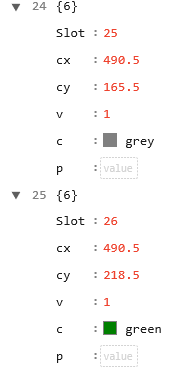 ▼ 24 {6}
Slot : 25
cx : 490.5
cy : 165.5
v : 1
c : grey
p : value
▼ 25 {6}
Slot : 26
cx : 490.5
cy : 218.5
v : 1
c : green
p : value